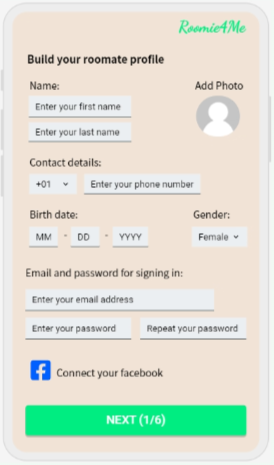 Roomie4Me
Build your roomate profile
Name:
Add Photo
Enter your first name
Enter your last name
Contact details:
+01
Enter your phone number
Birth date:
Gender:
MM - DD - YYYY
Female
Email and password for signing in:
Enter your email address
Enter your password
Repeat your password
Connect your facebook
NEXT (1/6)